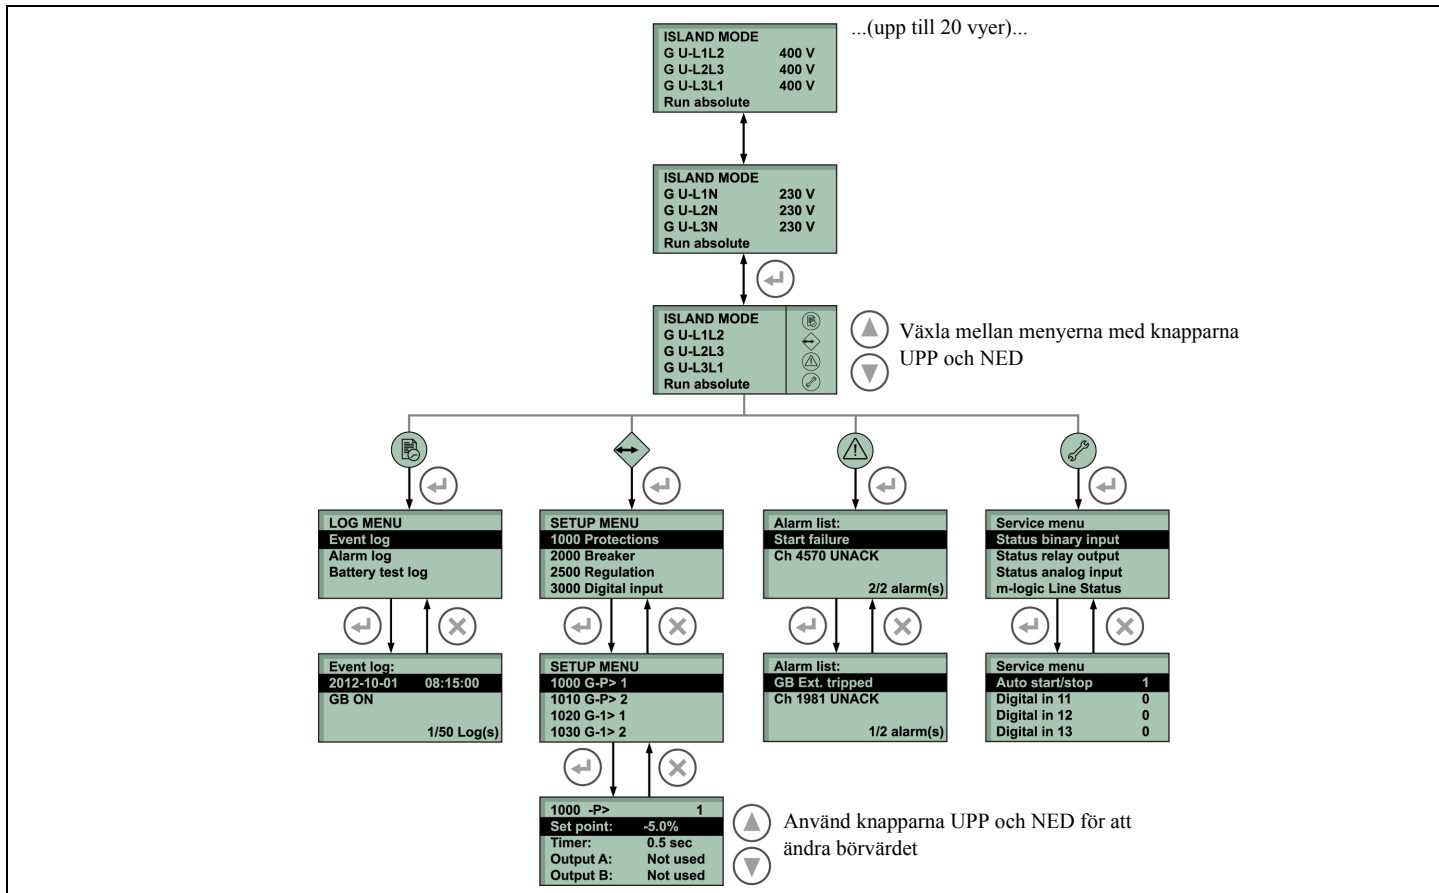 ISLAND MODE
G U-L1L2 400 V
G U-L2L3 400 V
G U-L3L1 400 V
Run absolute
...(upp till 20 vyer)...
ISLAND MODE
G U-L1N 230 V
G U-L2N 230 V
G U-L3N 230 V
Run absolute
ISLAND MODE
G U-L1L2
G U-L2L3
G U-L3L1
Run absolute
Växla mellan menyerna med knapparna
UPP och NED
LOG MENU
Event log
Alarm log
Battery test log
SETUP MENU
1000 Protections
2000 Breaker
2500 Regulation
3000 Digital input
Alarm list:
Start failure
Ch 4570 UNACK
2/2 alarm(s)
Service menu
Status binary input
Status relay output
Status analog input
m-logic Line Status
Event log:
2012-10-01 08:15:00
GB ON
1/50 Log(s)
SETUP MENU
1000 G-P> 1
1010 G-P> 2
1020 G-1> 1
1030 G-1> 2
Alarm list:
GB Ext. tripped
Ch 1981 UNACK
1/2 alarm(s)
Service menu
Auto start/stop 1
Digital in 11 0
Digital in 12 0
Digital in 13 0
1000 -P> 1
Set point: -5.0%
Timer: 0.5 sec
Output A: Not used
Output B: Not used
Använd knapparna UPP och NED för att
ändra börvärdet